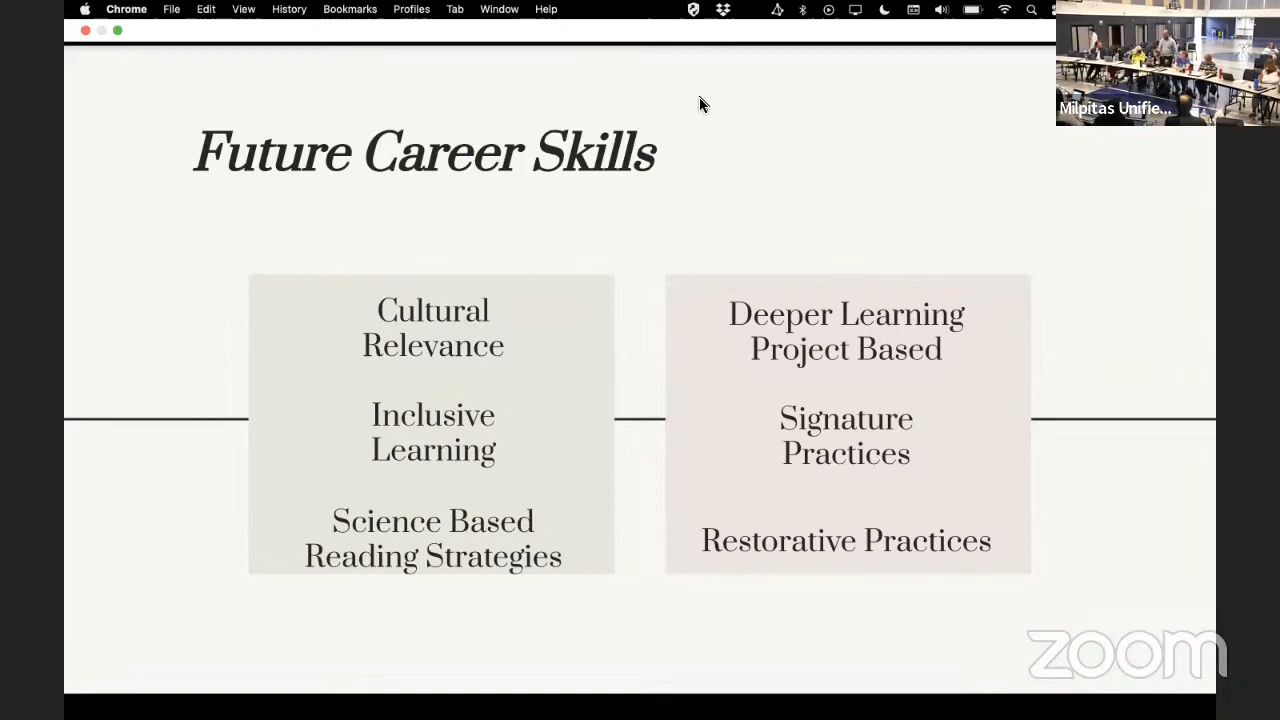 Chrome File Edit View History Bookmarks Profiles Tab Window Help
Milpitas Unifie...
Future Career Skills
Cultural
Relevance
Inclusive
Learning
Science Based
Reading Strategies
Deeper Learning
Project Based
Signature
Practices
Restorative Practices
zoom